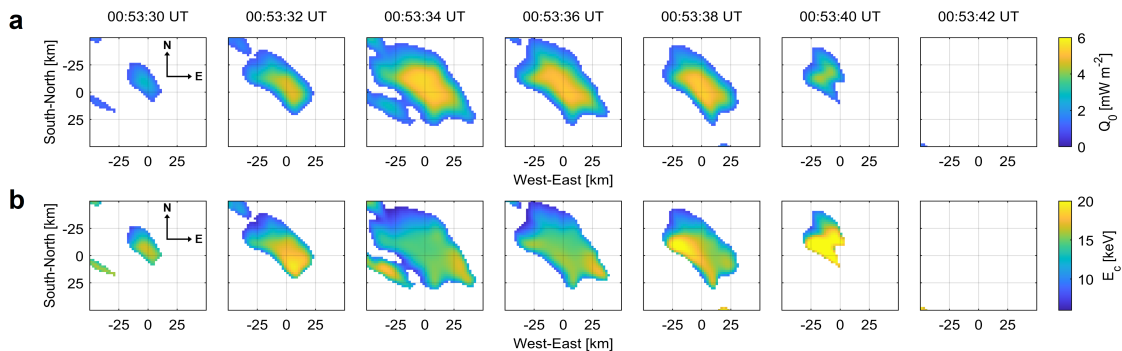 00:53:30 UT 00:53:32 UT 00:53:34 UT 00:53:36 UT 00:53:38 UT 00:53:40 UT 00:53:42 UT
a
South-North [km]
-25
0
25
N
E
-25 0 25 -25 0 25 -25 0 25 -25 0 25 -25 0 25 -25 0 25 -25 0 25
West-East [km]
6
4
2
0
Q0 [mW m-2]
b
South-North [km]
-25
0
25
N
E
-25 0 25 -25 0 25 -25 0 25 -25 0 25 -25 0 25 -25 0 25 -25 0 25
West-East [km]
20
15
10
Ec [keV]